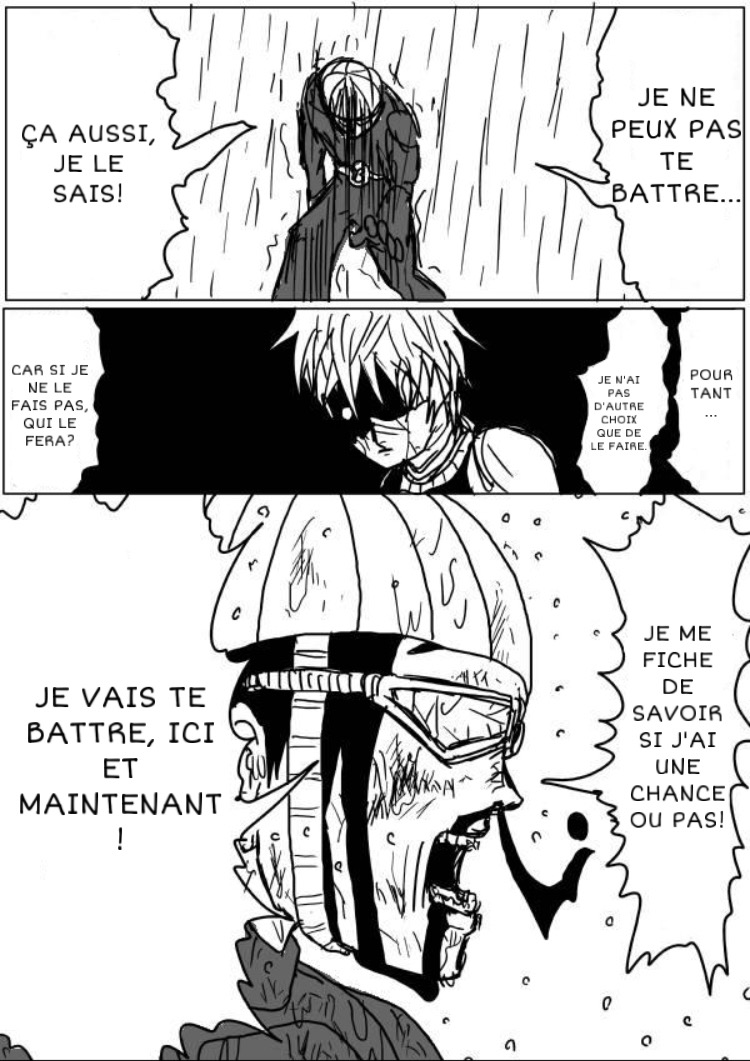 JE NE
PEUX PAS
TE
BATTRE...
ÇA AUSSI,
JE LE
SAIS!
POUR
TANT
...
JE N'AI
PAS
D'AUTRE
CHOIX
QUE DE
LE FAIRE.
CAR SI JE
NE LE
FAIS PAS,
QUI LE
FERA?
JE ME
FICHE
DE
SAVOIR
SI J'AI
UNE
CHANCE
OU PAS!
JE VAIS TE
BATTRE, ICI
ET
MAINTENANT
!